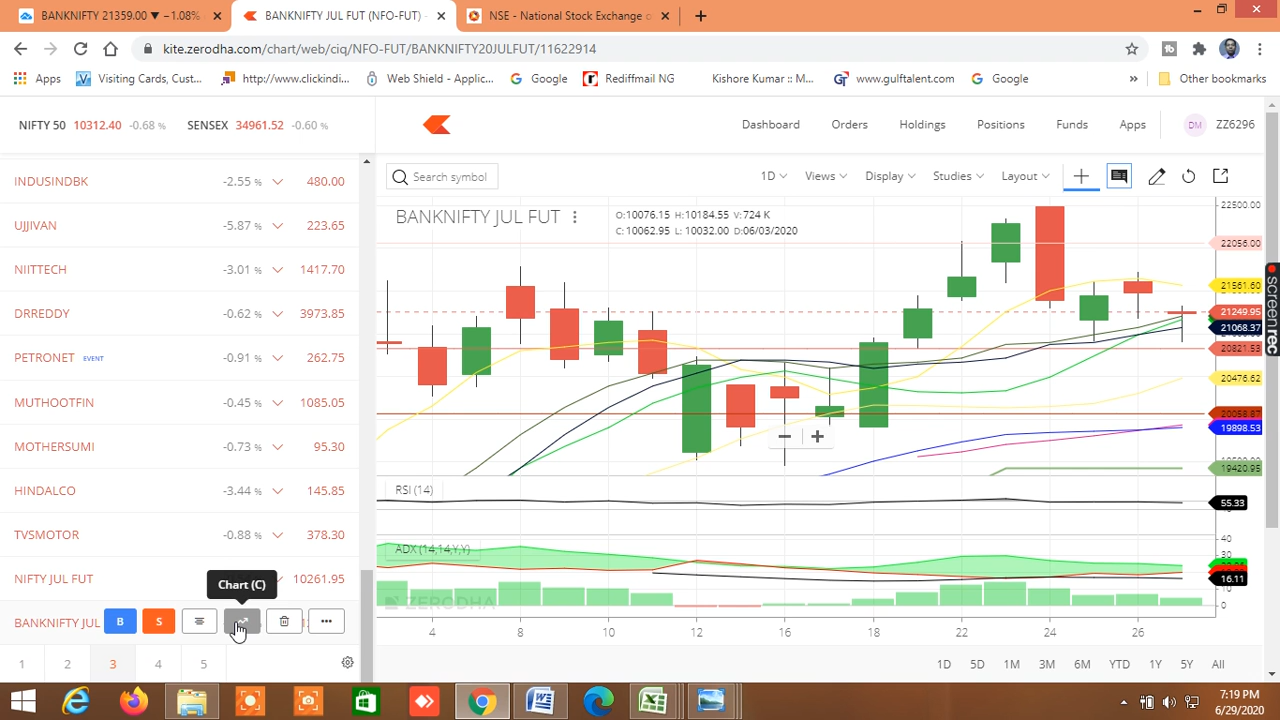 BANKNIFTY 21359.00 ▼ −1.08%
BANKNIFTY JUL FUT (NFO-FUT) -
NSE - National Stock Exchange o
kite.zerodha.com/chart/web/ciq/NFO-FUT/BANKNIFTY20JULFUT/11622914
Apps
Visiting Cards, Cust...
http://www.clickindi...
Web Shield - Applic...
Google
Rediffmail NG
Kishore Kumar :: M...
www.gulftalent.com
Google
»
Other bookmarks
NIFTY 50 10312.40 -0.68 %
SENSEX 34961.52 -0.60 %
Dashboard
Orders
Holdings
Positions
Funds
Apps
DM
ZZ6296
INDUSINDBK -2.55 % 480.00
UJJIVAN -5.87 % 223.65
NIITTECH -3.01 % 1417.70
DRREDDY -0.62 % 3973.85
PETRONET EVENT -0.91 % 262.75
MUTHOOTFIN -0.45 % 1085.05
MOTHERSUMI -0.73 % 95.30
HINDALCO -3.44 % 145.85
TVSMOTOR -0.88 % 378.30
NIFTY JUL FUT 10261.95
Chart (C)
BANKNIFTY JUL
B
S
1 2 3 4 5
Search symbol
1D
Views
Display
Studies
Layout
BANKNIFTY JUL FUT
O:10076.15 H:10184.55 V:724 K
C:10062.95 L: 10032.00 D:06/03/2020
22500.00
22056.00
21561.60
21249.95
21068.37
20821.53
20476.62
20058.87
19898.53
19420.95
RSI (14)
55.33
ADX (14,14,Y,Y)
40
30
16.11
10
0
ZERODHA
4 6 8 10 12 14 16 18 22 24 26
1D 5D 1M 3M 6M YTD 1Y 5Y All
screenrec
7:19 PM
6/29/2020